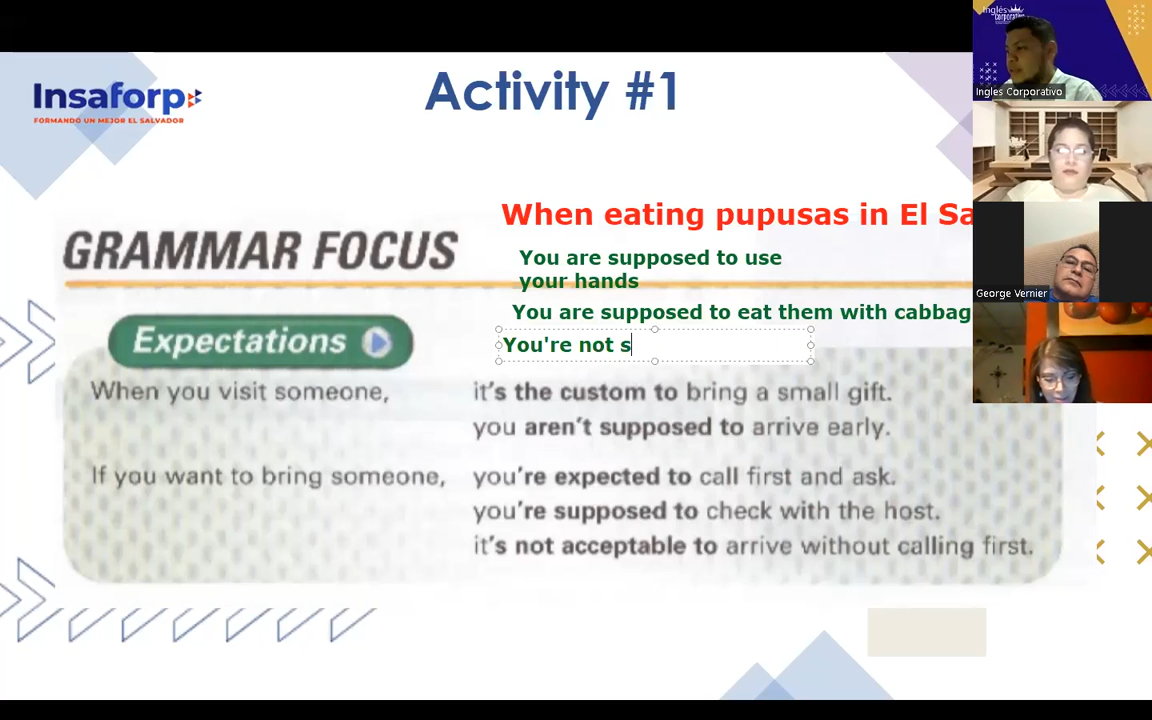 Activity #1
Insaforp
FORMANDO UN MEJOR EL SALVADOR
When eating pupusas in El Sa
GRAMMAR FOCUS
You are supposed to use
your hands
You are supposed to eat them with cabbag
Expectations
You're not s
When you visit someone, it's the custom to bring a small gift.
you aren't supposed to arrive early.
If you want to bring someone, you're expected to call first and ask.
you're supposed to check with the host.
it's not acceptable to arrive without calling first.
Inglés
corporativo
Ingles Corporativo
George Vernier